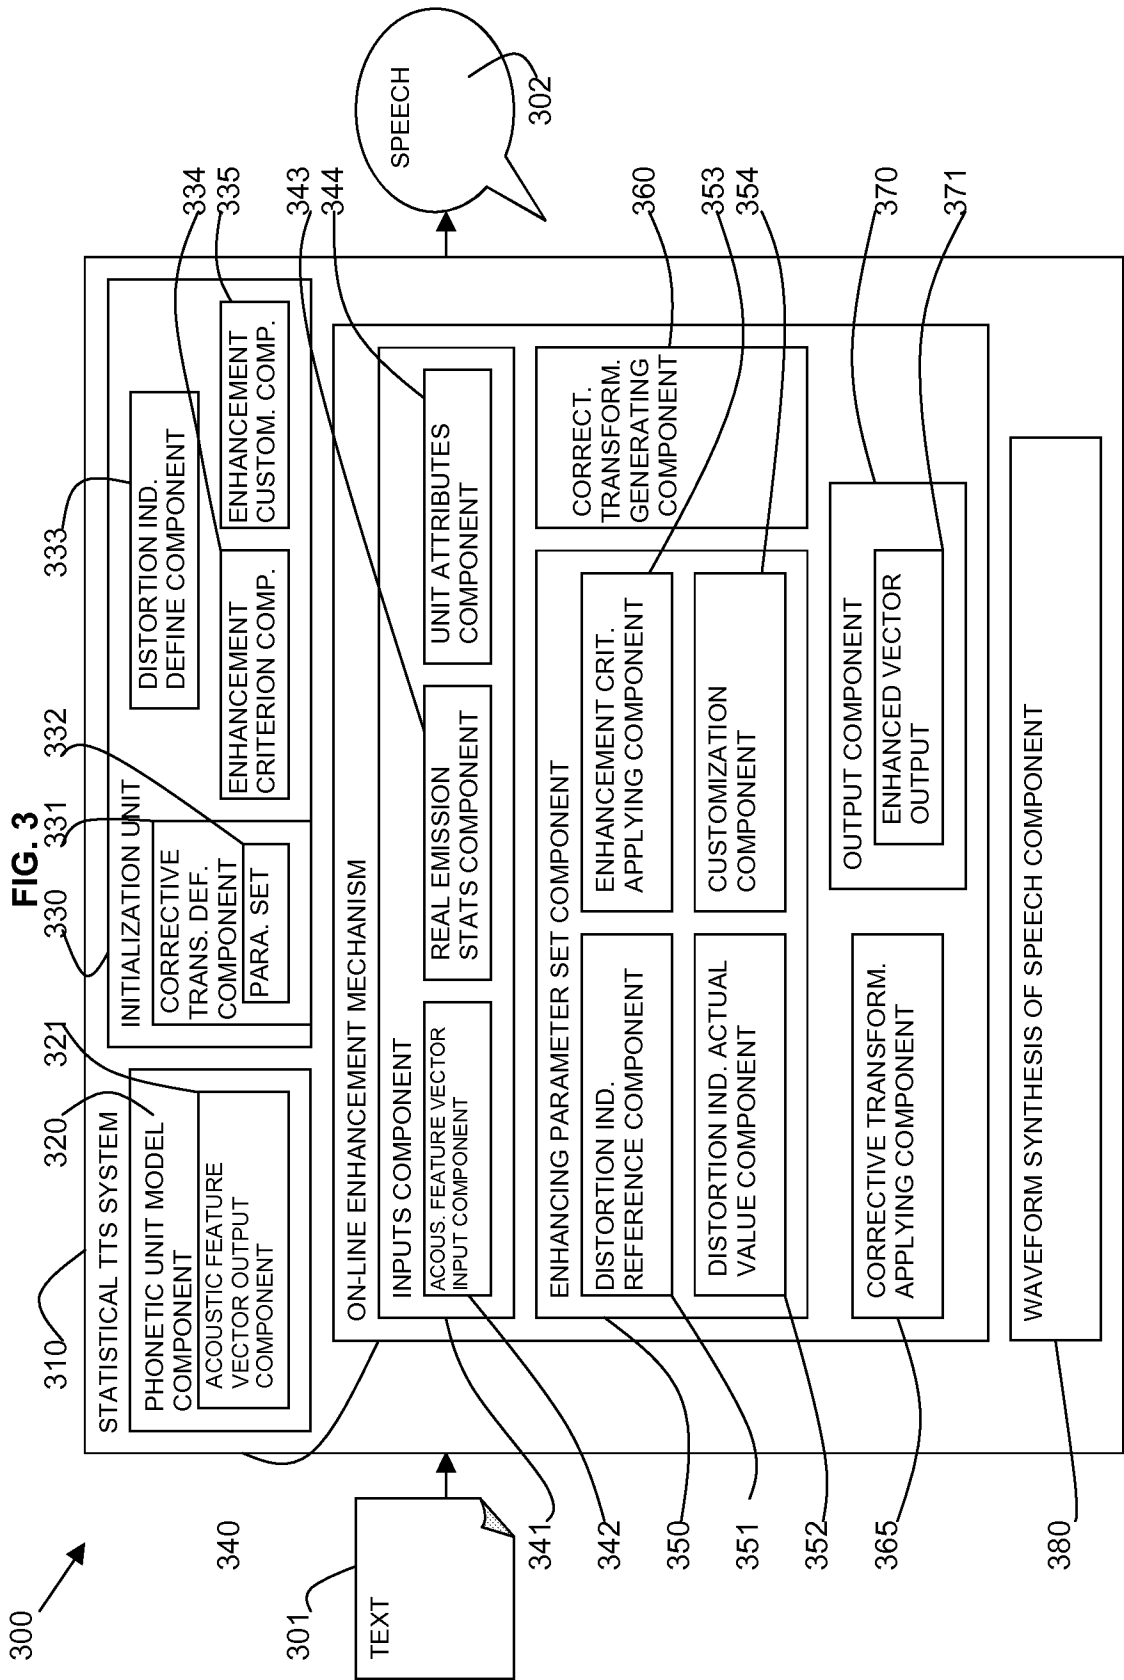 FIG. 3
300
301
TEXT
302
SPEECH
310
STATISTICAL TTS SYSTEM
320
PHONETIC UNIT MODEL
COMPONENT
321
ACOUSTIC FEATURE
VECTOR OUTPUT
COMPONENT
330
INITIALIZATION UNIT
331
CORRECTIVE
TRANS. DEF.
COMPONENT
332
PARA. SET
333
DISTORTION IND.
DEFINE COMPONENT
334
ENHANCEMENT
CRITERION COMP.
335
ENHANCEMENT
CUSTOM. COMP.
340
ON-LINE ENHANCEMENT MECHANISM
341
INPUTS COMPONENT
342
ACOUS. FEATURE VECTOR
INPUT COMPONENT
343
REAL EMISSION
STATS COMPONENT
344
UNIT ATTRIBUTES
COMPONENT
350
ENHANCING PARAMETER SET COMPONENT
351
DISTORTION IND.
REFERENCE COMPONENT
352
DISTORTION IND. ACTUAL
VALUE COMPONENT
353
ENHANCEMENT CRIT.
APPLYING COMPONENT
354
CUSTOMIZATION
COMPONENT
360
CORRECT.
TRANSFORM.
GENERATING
COMPONENT
365
CORRECTIVE TRANSFORM.
APPLYING COMPONENT
370
OUTPUT COMPONENT
371
ENHANCED VECTOR
OUTPUT
380
WAVEFORM SYNTHESIS OF SPEECH COMPONENT